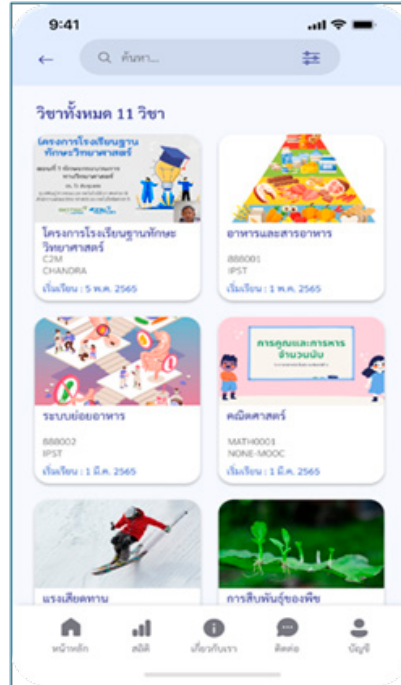 9:41
ค้นหา...
วิชาทั้งหมด 11 วิชา
โครงการโรงเรียนฐาน
ทักษะวิทยาศาสตร์
โครงการโรงเรียนฐานทักษะ
วิทยาศาสตร์
C2M
CHANDRA
เริ่มเรียน : 5 พ.ค. 2565
อาหารและสารอาหาร
888001
IPST
เริ่มเรียน : 1 พ.ค. 2565
ระบบย่อยอาหาร
888002
IPST
เริ่มเรียน : 1 มี.ค. 2565
การคูณและการหาร
จำนวนนับ
คณิตศาสตร์
MATH0001
NONE-MOOC
เริ่มเรียน : 1 มี.ค. 2565
แรงเสียดทาน
การสืบพันธุ์ของพืช
หน้าหลัก
สถิติ
เกี่ยวกับเรา
ติดต่อ
บัญชี